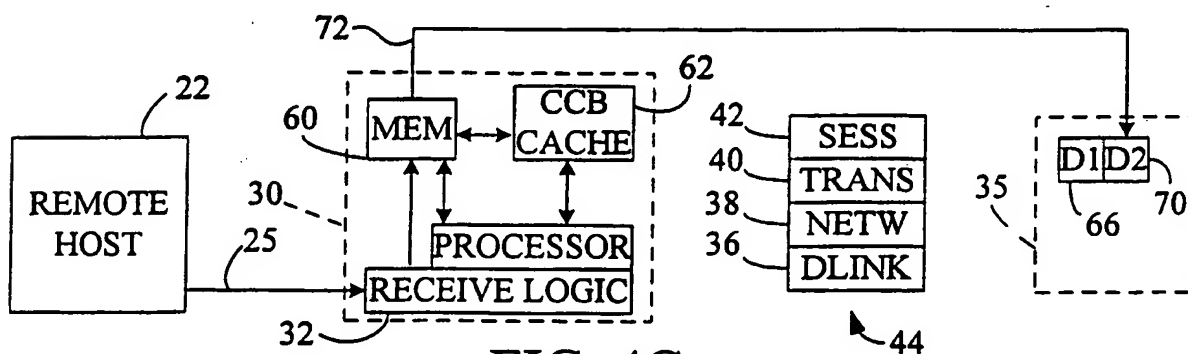 72
22
62
CCB
CACHE
MEM
60
42
SESS
40
TRANS
38
NETW
36
DLINK
D1
D2
35
66
70
REMOTE
HOST
30
25
PROCESSOR
RECEIVE LOGIC
32
44